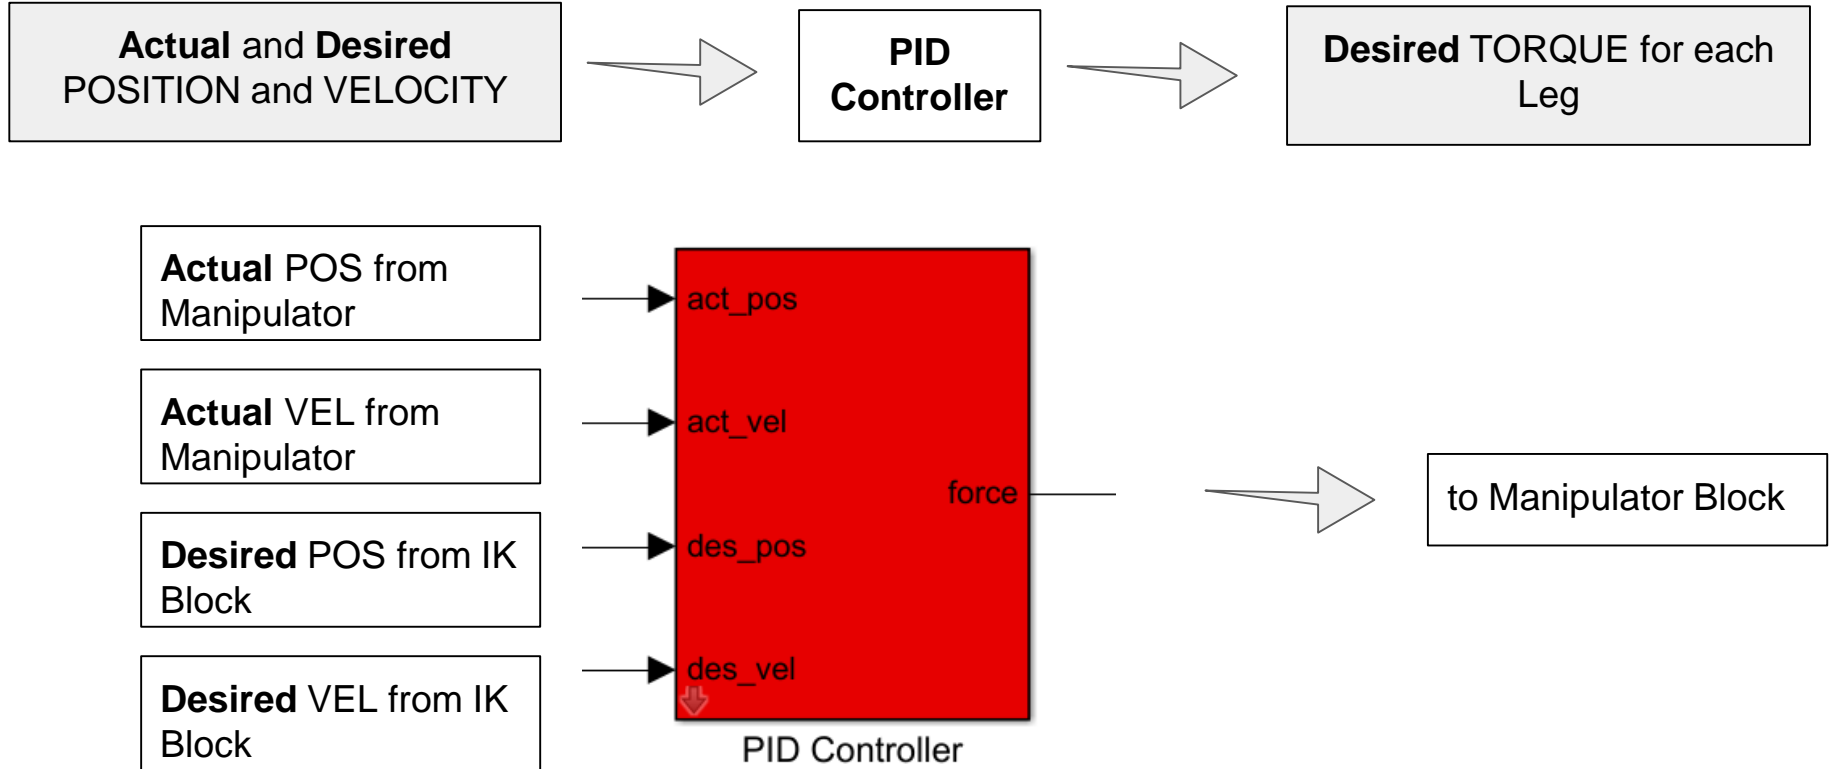 Actual and Desired
POSITION and VELOCITY
PID
Controller
Desired TORQUE for each
Leg
Actual POS from
Manipulator
Actual VEL from
Manipulator
Desired POS from IK
Block
Desired VEL from IK
Block
act_pos
act_vel
des_pos
des_vel
force
PID Controller
to Manipulator Block